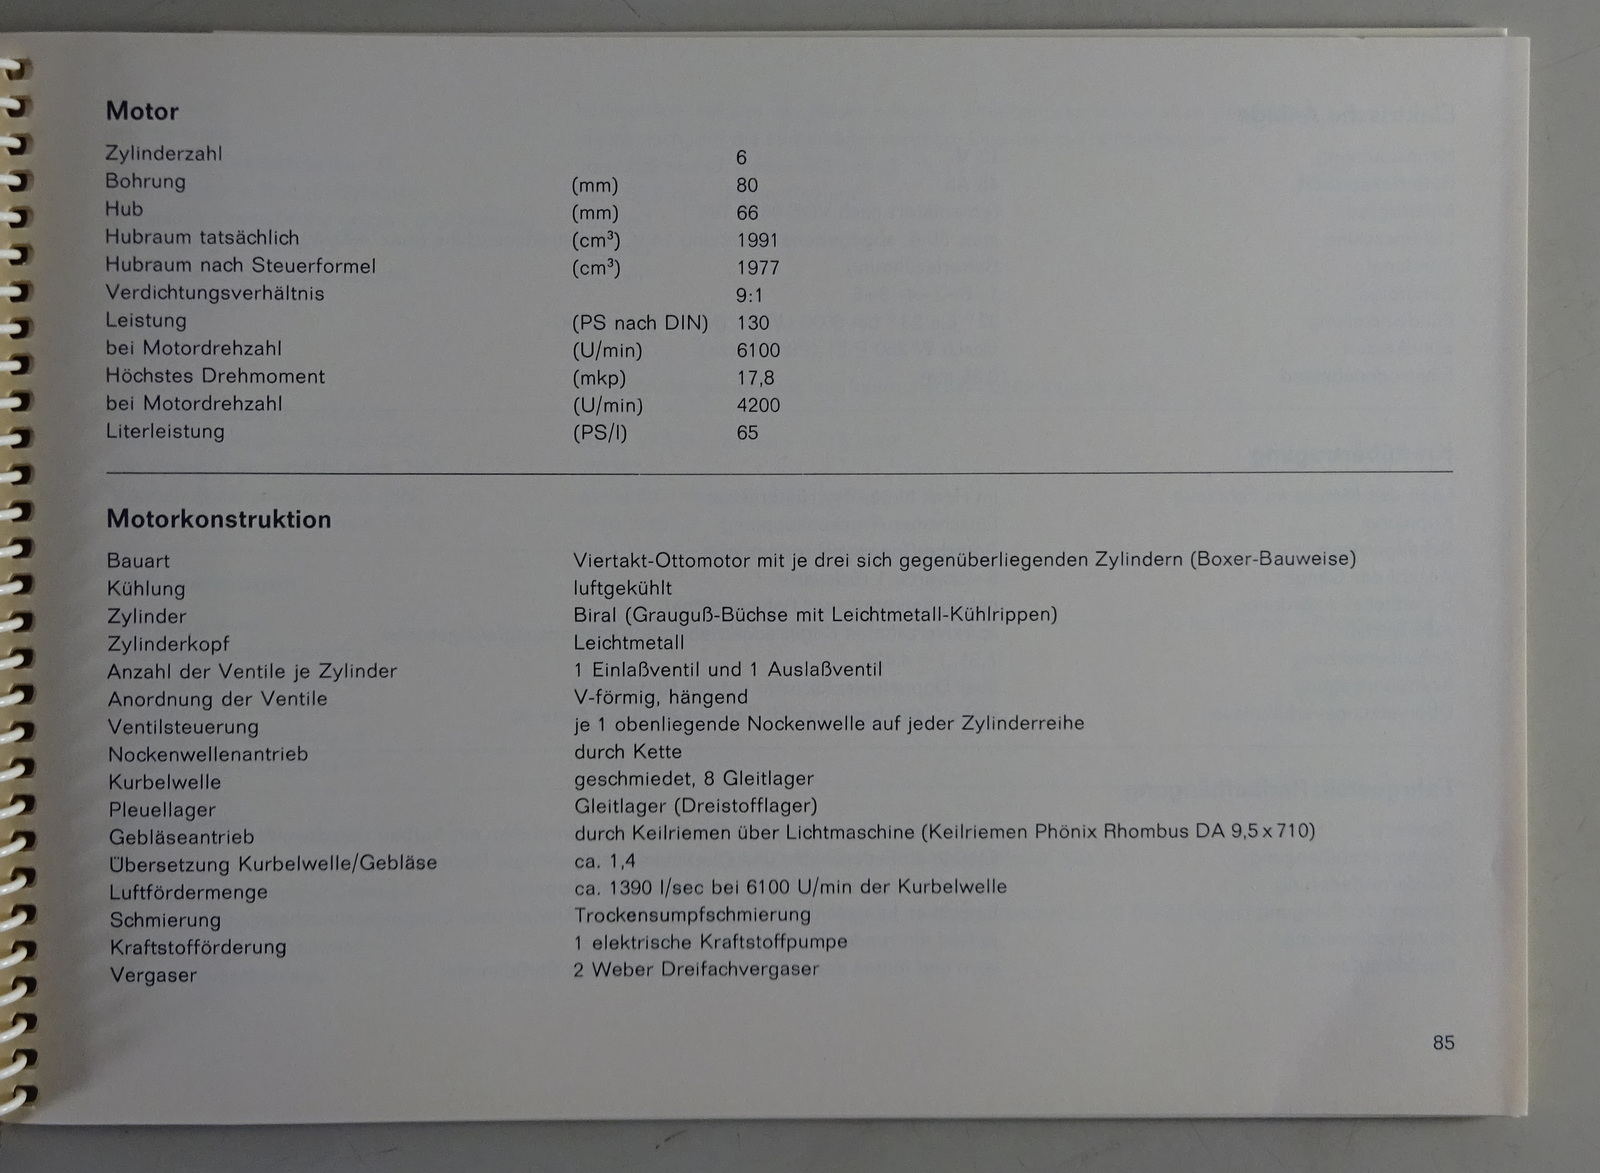 Motor
Zylinderzahl 6
Bohrung (mm) 80
Hub (mm) 66
Hubraum tatsächlich (cm³) 1991
Hubraum nach Steuerformel (cm³) 1977
Verdichtungsverhältnis 9:1
Leistung (PS nach DIN) 130
bei Motordrehzahl (U/min) 6100
Höchstes Drehmoment (mkp) 17,8
bei Motordrehzahl (U/min) 4200
Literleistung (PS/l) 65
Motorkonstruktion
Bauart Viertakt-Ottomotor mit je drei sich gegenüberliegenden Zylindern (Boxer-Bauweise)
Kühlung luftgekühlt
Zylinder Biral (Grauguß-Büchse mit Leichtmetall-Kühlrippen)
Zylinderkopf Leichtmetall
Anzahl der Ventile je Zylinder 1 Einlaßventil und 1 Auslaßventil
Anordnung der Ventile V-förmig, hängend
Ventilsteuerung je 1 obenliegende Nockenwelle auf jeder Zylinderreihe
Nockenwellenantrieb durch Kette
Kurbelwelle geschmiedet, 8 Gleitlager
Pleuellager Gleitlager (Dreistofflager)
Gebläseantrieb durch Keilriemen über Lichtmaschine (Keilriemen Phönix Rhombus DA 9,5 x 710)
Übersetzung Kurbelwelle/Gebläse ca. 1,4
Luftfördermenge ca. 1390 l/sec bei 6100 U/min der Kurbelwelle
Schmierung Trockensumpfschmierung
Kraftstofförderung 1 elektrische Kraftstoffpumpe
Vergaser 2 Weber Dreifachvergaser
85